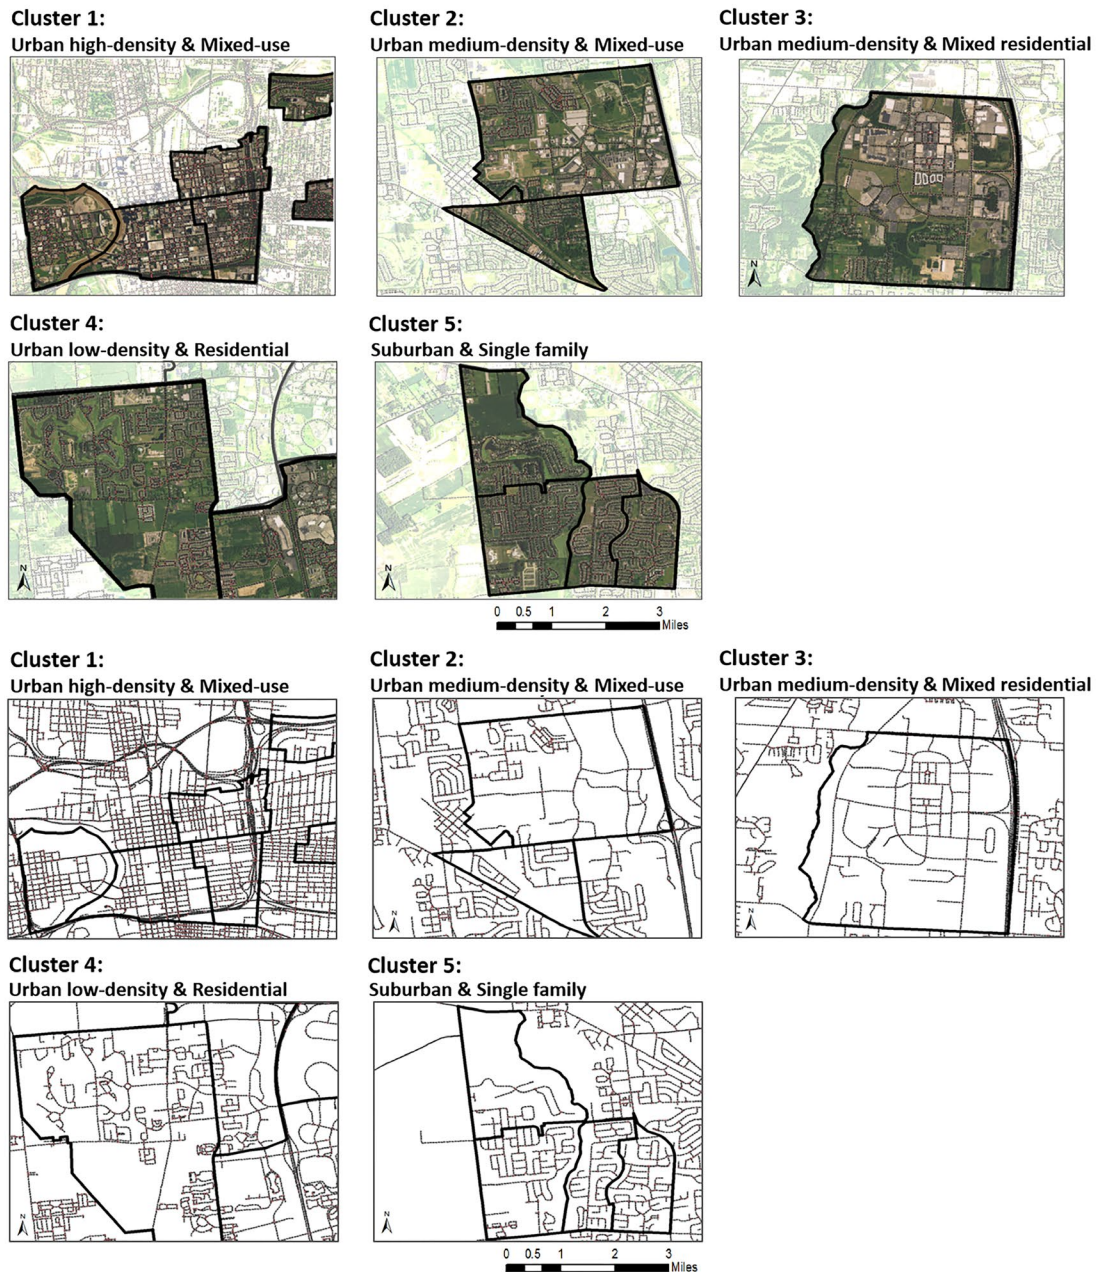 Cluster 1:
Urban high-density & Mixed-use
Cluster 2:
Urban medium-density & Mixed-use
Cluster 3:
Urban medium-density & Mixed residential
N
Cluster 4:
Urban low-density & Residential
N
Cluster 5:
Suburban & Single family
N
0 0.5 1 2 3
Miles
Cluster 1:
Urban high-density & Mixed-use
Cluster 2:
Urban medium-density & Mixed-use
N
Cluster 3:
Urban medium-density & Mixed residential
N
Cluster 4:
Urban low-density & Residential
N
Cluster 5:
Suburban & Single family
N
0 0.5 1 2 3
Miles